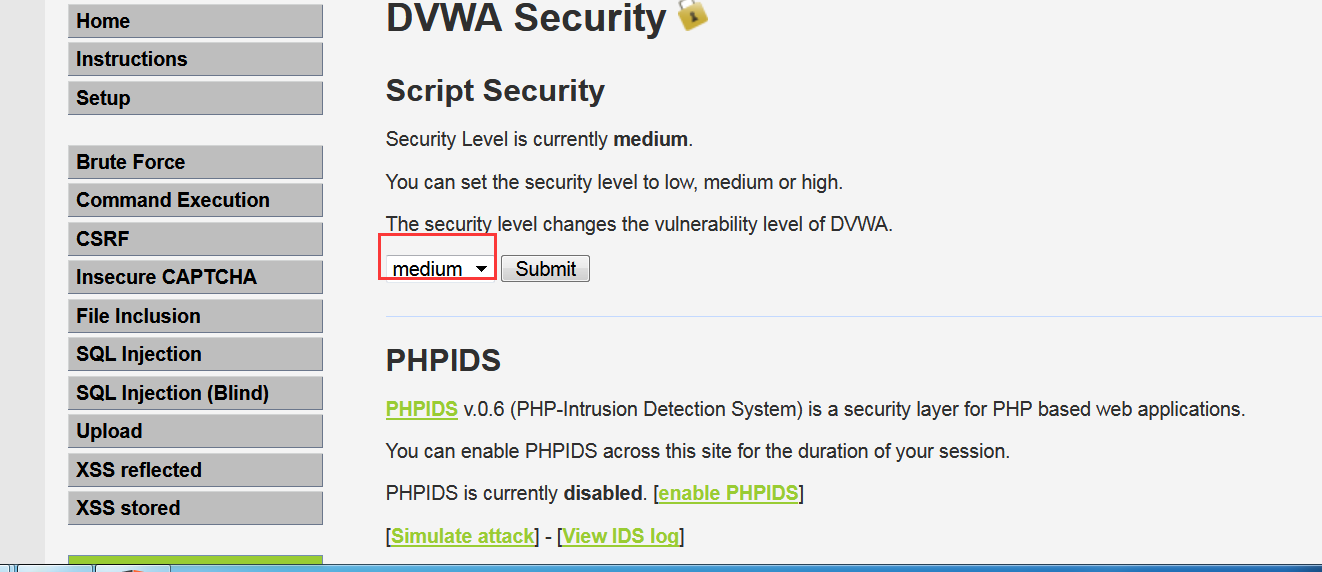 Home
Instructions
Setup
Brute Force
Command Execution
CSRF
Insecure CAPTCHA
File Inclusion
SQL Injection
SQL Injection (Blind)
Upload
XSS reflected
XSS stored
DVWA Security
Script Security
Security Level is currently medium.
You can set the security level to low, medium or high.
The security level changes the vulnerability level of DVWA.
medium Submit
PHPIDS
PHPIDS v.0.6 (PHP-Intrusion Detection System) is a security layer for PHP based web applications.
You can enable PHPIDS across this site for the duration of your session.
PHPIDS is currently disabled. [enable PHPIDS]
[Simulate attack] - [View IDS log]